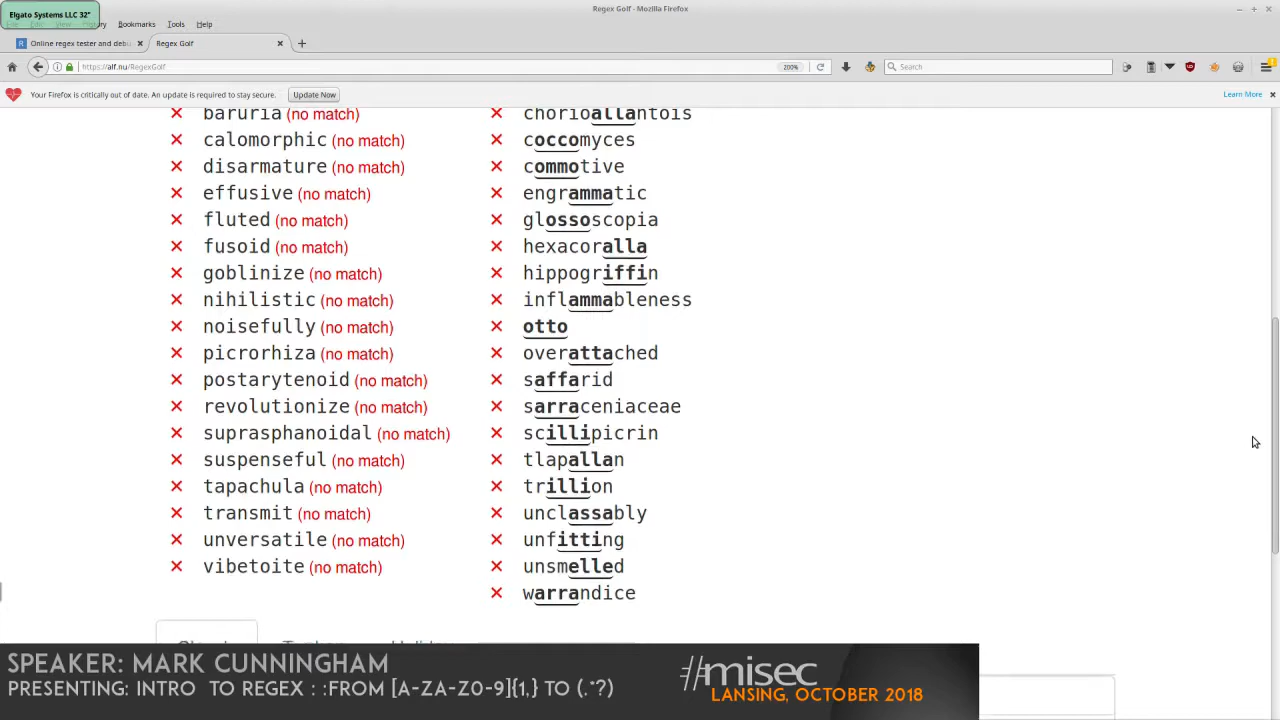 Elgato Systems LLC 32"
Regex Golf - Mozilla Firefox
File Edit View History Bookmarks Tools Help
Online regex tester and debu
Regex Golf
https://alf.nu/RegexGolf
200%
Search
Your Firefox is critically out of date. An update is required to stay secure.
Update Now
Learn More
baruria (no match)
chorioallantois
calomorphic (no match)
coccomyces
disarmature (no match)
commotive
effusive (no match)
engrammatic
fluted (no match)
glossoscopia
fusoid (no match)
hexacoralla
goblinize (no match)
hippogriffin
nihilistic (no match)
inflammableness
noisefully (no match)
otto
picrorhiza (no match)
overattached
postarytenoid (no match)
saffarid
revolutionize (no match)
sarraceniaceae
suprasphanoidal (no match)
scillipicrin
suspenseful (no match)
tlapallan
tapachula (no match)
trillion
transmit (no match)
unclassably
unversatile (no match)
unfitting
vibetoite (no match)
unsmelled
warrandice
SPEAKER: MARK CUNNINGHAM
PRESENTING: INTRO TO REGEX : :FROM [A-ZA-Z0-9]{1,} TO (.*?)
#misec
LANSING, OCTOBER 2018